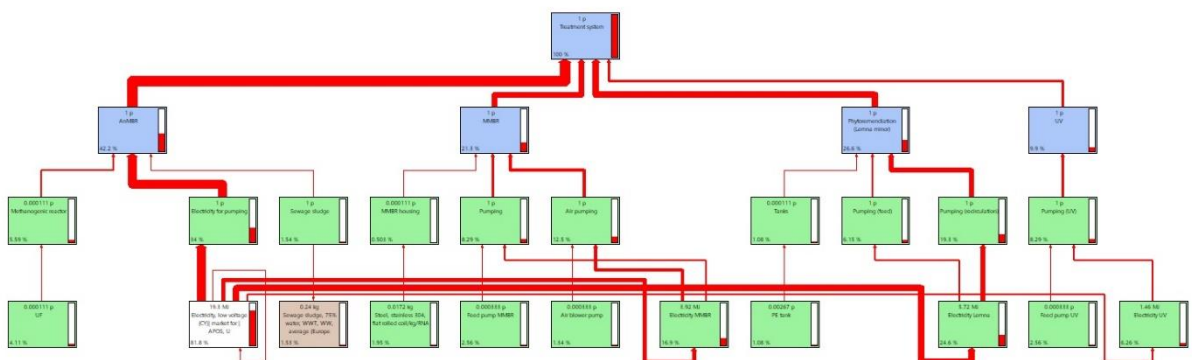 1 p
Treatment system
100 %
1 p
AnMBR
42.2 %
1 p
MMBR
21.3 %
1 p
Phytoremediation
(Lemna minor)
26.6 %
1 p
UV
9.9 %
0.000111 p
Methanogenic reactor
5.59 %
1 p
Electricity for pumping
34 %
1 p
Sewage sludge
1.54 %
0.000111 p
MMBR housing
0.503 %
1 p
Pumping
8.29 %
1 p
Air pumping
12.5 %
0.000111 p
Tanks
1.06 %
1 p
Pumping (feed)
6.15 %
1 p
Pumping (recirculation)
19.3 %
1 p
Pumping (UV)
8.29 %
0.000111 p
UF
4.11 %
19.3 MJ
Electricity, low voltage
{CY}| market for |
APOS, U
81.8 %
0.24 kg
Sewage sludge, 75%
water, WWT, WW,
average {Europe
1.53 %
0.0172 kg
Steel, stainless 304,
flat rolled coil/kg/RNA
1.95 %
0.000333 p
Feed pump MMBR
2.56 %
0.000333 p
Air blower pump
1.34 %
Electricity MMBR
16.9 %
0.00267 p
PE tank
1.06 %
5.72 MJ
Electricity Lemna
24.6 %
0.000333 p
Feed pump UV
2.56 %
1.46 MJ
Electricity UV
6.26 %